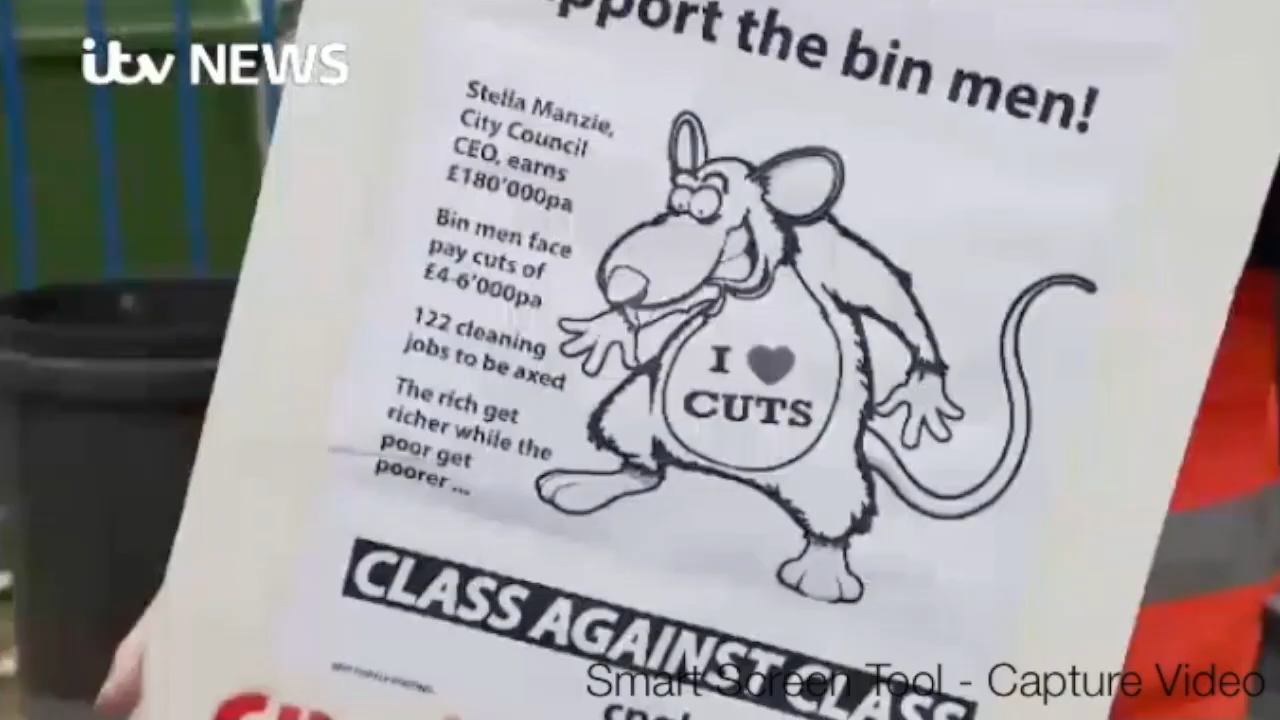 itv NEWS
pport the bin men!
Stella Manzie,
City Council
CEO, earns
£180'000pa
Bin men face
pay cuts of
£4-6'000pa
122 cleaning
jobs to be axed
The rich get
richer while the
poor get
poorer...
I ♥
CUTS
CLASS AGAINST CLASS
Smart Screen Tool - Capture Video